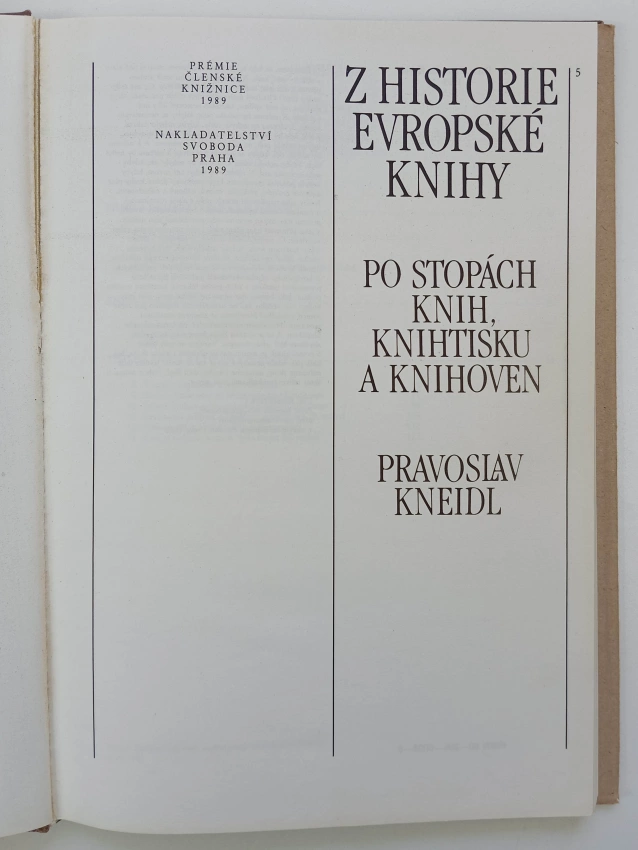 PRÉMIE
ČLENSKÉ
KNIŽNICE
1989
NAKLADATELSTVÍ
SVOBODA
PRAHA
1989
Z HISTORIE
EVROPSKÉ
KNIHY
PO STOPÁCH
KNIH,
KNIHTISKU
A KNIHOVEN
PRAVOSLAV
KNEIDL
5